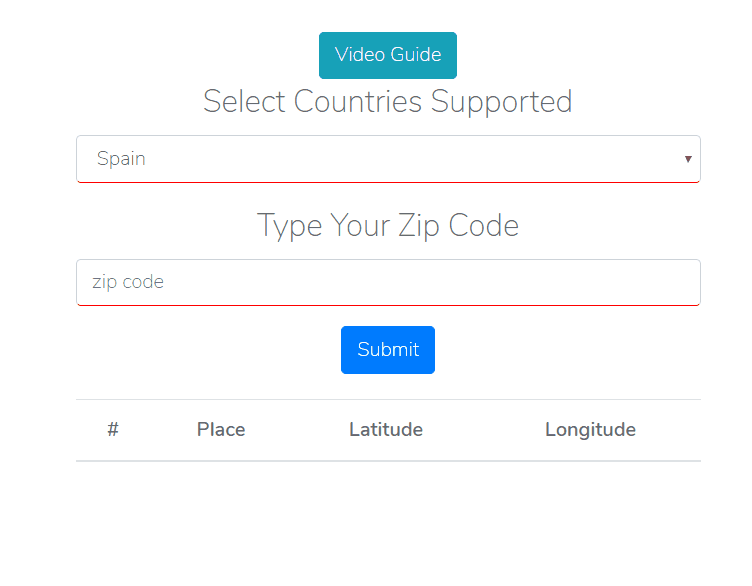 Video Guide
Select Countries Supported
Spain
Type Your Zip Code
zip code
Submit
# Place Latitude Longitude